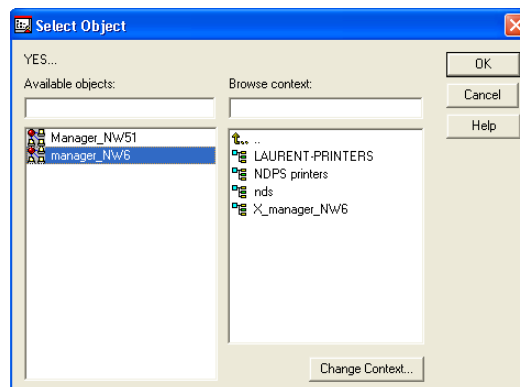 Select Object
YES...
Available objects:
Browse context:
OK
Cancel
Help
Manager_NW51
manager_NW6
..
LAURENT-PRINTERS
NDPS printers
nds
X_manager_NW6
Change Context...